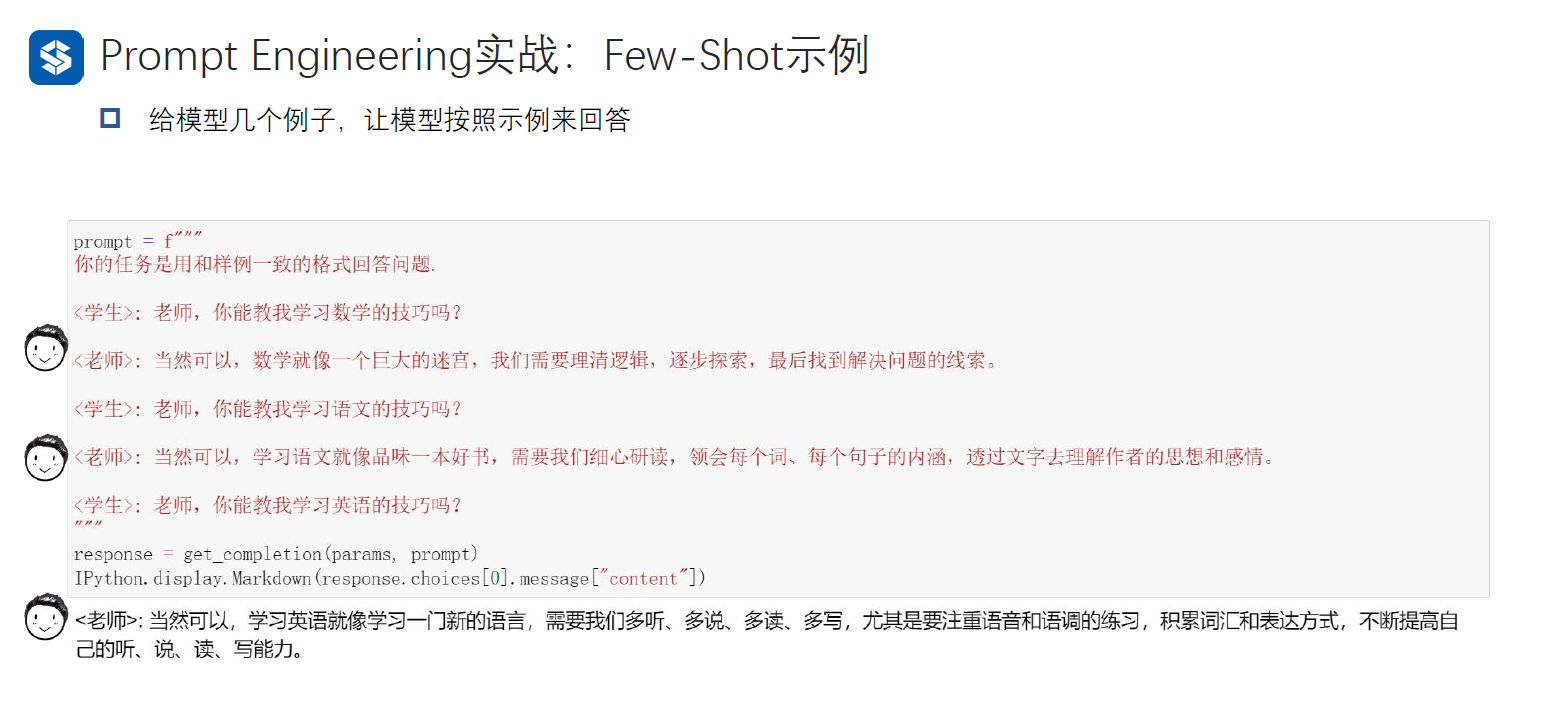 Prompt Engineering实战：Few-Shot示例
给模型几个例子，让模型按照示例来回答
prompt = f"""
你的任务是用和样例一致的格式回答问题.
<学生>: 老师，你能教我学习数学的技巧吗？
<老师>: 当然可以，数学就像一个巨大的迷宫，我们需要理清逻辑，逐步探索，最后找到解决问题的线索。
<学生>: 老师，你能教我学习语文的技巧吗？
<老师>: 当然可以，学习语文就像品味一本好书，需要我们细心研读，领会每个词、每个句子的内涵，透过文字去理解作者的思想和感情。
<学生>: 老师，你能教我学习英语的技巧吗？
"""
response = get_completion(params, prompt)
IPython.display.Markdown(response.choices[0].message["content"])
<老师>: 当然可以，学习英语就像学习一门新的语言，需要我们多听、多说、多读、多写，尤其是要注重语音和语调的练习，积累词汇和表达方式，不断提高自
己的听、说、读、写能力。